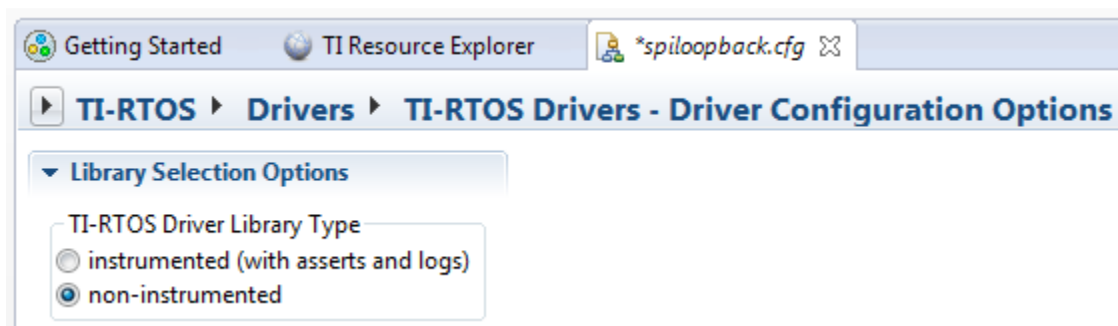 Getting Started TI Resource Explorer *spiloopback.cfg
TI-RTOS Drivers TI-RTOS Drivers - Driver Configuration Options
Library Selection Options
TI-RTOS Driver Library Type
instrumented (with asserts and logs)
non-instrumented